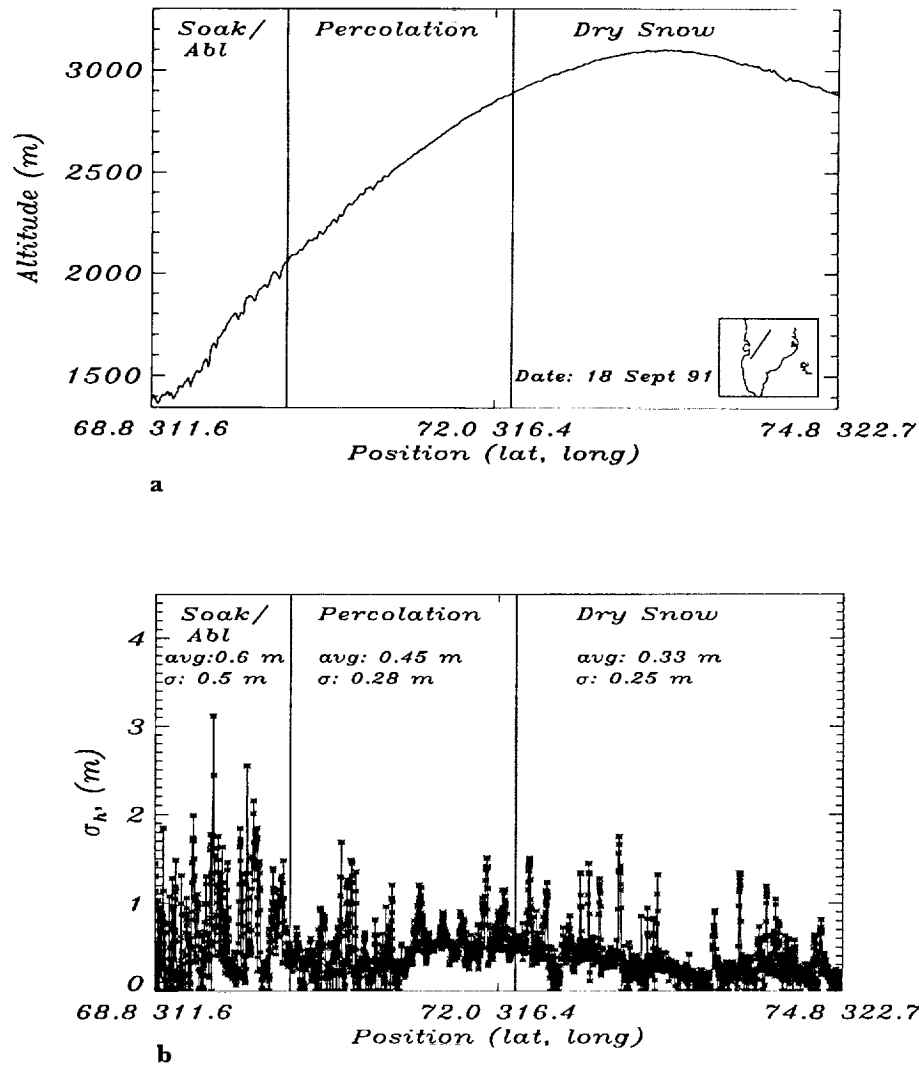 Soak/ Percolation Dry Snow
Abl
3000
2500
2000
1500
Altitude (m)
Date: 18 Sept 91
68.8 311.6 72.0 316.4 74.8 322.7
Position (lat, long)
a
Soak/ Percolation Dry Snow
Abl
avg:0.6 m avg: 0.45 m avg: 0.33 m
σ: 0.5 m σ: 0.28 m σ: 0.25 m
4
3
2
1
0
σh' (m)
68.8 311.6 72.0 316.4 74.8 322.7
Position (lat, long)
b